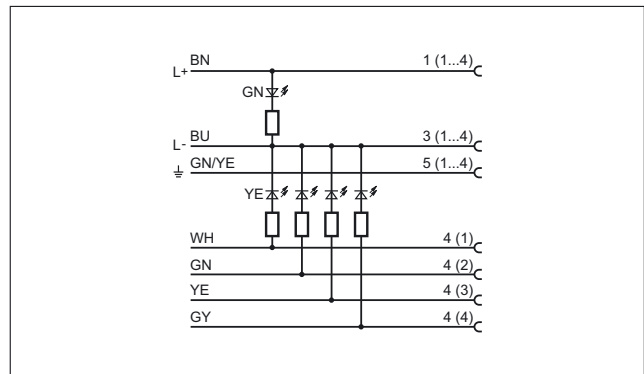 L+ BN 1 (1...4)
GN
L- BU 3 (1...4)
GN/YE 5 (1...4)
YE
WH 4 (1)
GN 4 (2)
YE 4 (3)
GY 4 (4)